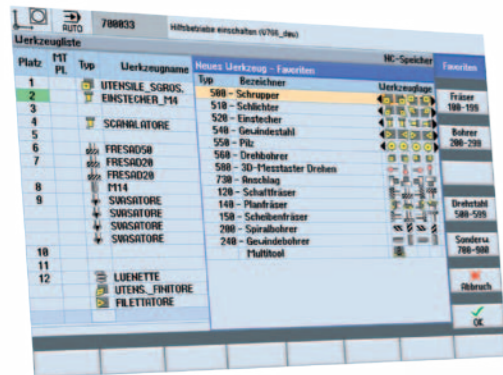 AUTO
700033
Hilfsbetriebe einschalten (U766_deu)
Werkzeugliste
NC-Speicher
Platz MT Pl. Typ Werkzeugname
1 UTENSILE_SGROS.
2 EINSTECHER_M4
3
4 SCANALATORE
5
6 FRESAD50
7 FRESAD20
FRESAD20
8 M14
9 SVASATORE
SVASATORE
SVASATORE
SVASATORE
10
11
12 LUENETTE
UTENS._FINITORE
FILETTATORE
Neues Werkzeug - Favoriten
Typ Bezeichner Werkzeuglage
500 - Schrupper
510 - Schlichter
520 - Einstecher
540 - Gewindestahl
550 - Pilz
560 - Drehbohrer
580 - 3D-Messtaster Drehen
730 - Anschlag
120 - Schaftfräser
140 - Planfräser
150 - Scheibenfräser
200 - Spiralbohrer
240 - Gewindebohrer
Multitool
Favoriten
Fräser
100-199
Bohrer
200-299
Drehstahl
500-599
Sonderw.
700-900
Abbruch
OK